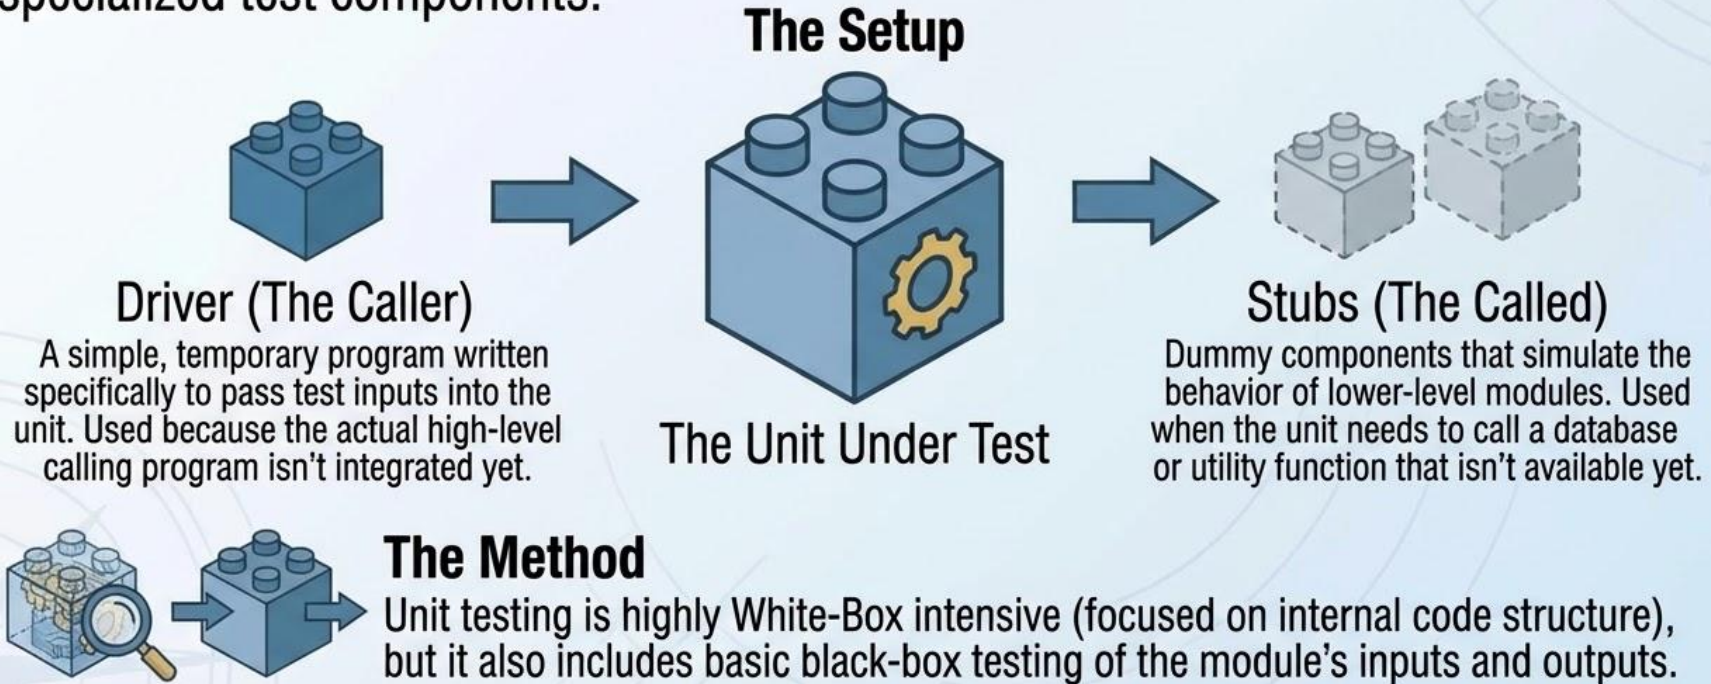 specialized test components.
The Setup
Driver (The Caller)
A simple, temporary program written
specifically to pass test inputs into the
unit. Used because the actual high-level
calling program isn't integrated yet.
The Unit Under Test
Stubs (The Called)
Dummy components that simulate the
behavior of lower-level modules. Used
when the unit needs to call a database
or utility function that isn't available yet.
The Method
Unit testing is highly White-Box intensive (focused on internal code structure),
but it also includes basic black-box testing of the module's inputs and outputs.